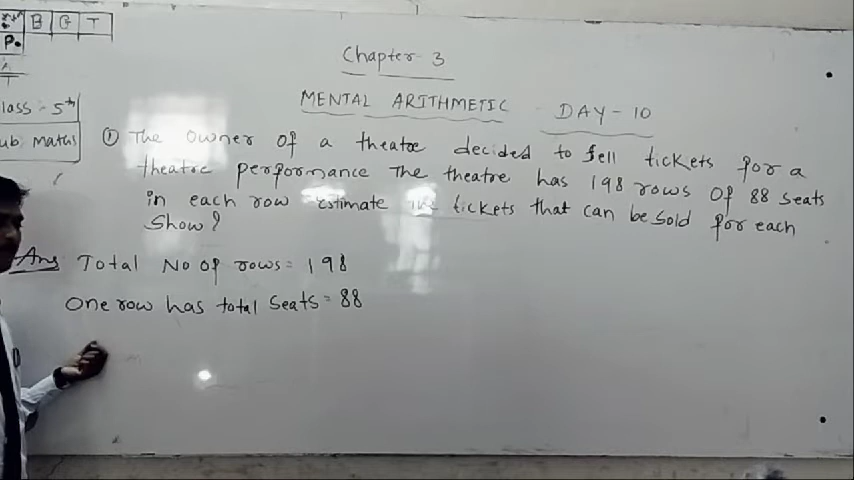 B G T
P.
Class - 5th
Sub Maths
Chapter - 3
MENTAL ARITHMETIC DAY - 10
① The owner of a theatre decided to sell tickets for a
theatre performance The theatre has 198 rows of 88 seats
in each row estimate the tickets that can be sold for each
Show?
Ans Total No of rows = 198
One row has total Seats = 88